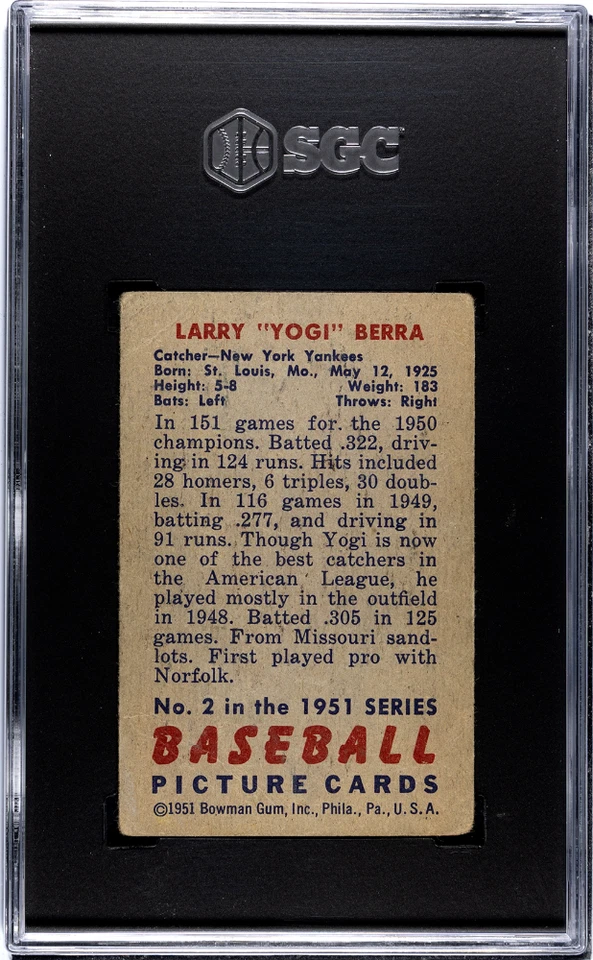 SGC
LARRY "YOGI" BERRA
Catcher—New York Yankees
Born: St. Louis, Mo., May 12, 1925
Height: 5-8 Weight: 183
Bats: Left Throws: Right
In 151 games for the 1950
champions. Batted .322, driv-
ing in 124 runs. Hits included
28 homers, 6 triples, 30 doub-
les. In 116 games in 1949,
batting .277, and driving in
91 runs. Though Yogi is now
one of the best catchers in
the American League, he
played mostly in the outfield
in 1948. Batted .305 in 125
games. From Missouri sand-
lots. First played pro with
Norfolk.
No. 2 in the 1951 SERIES
BASEBALL
PICTURE CARDS
©1951 Bowman Gum, Inc., Phila., Pa., U.S.A.